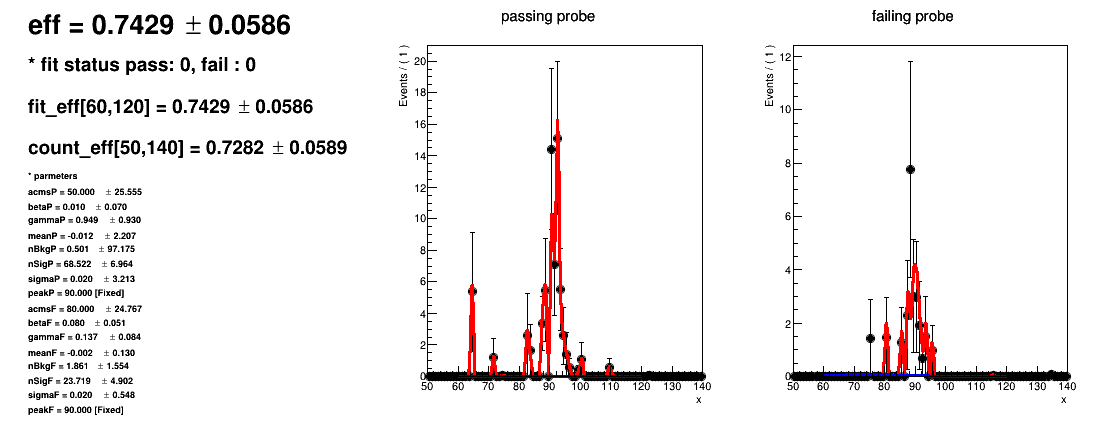 eff = 0.7429 ± 0.0586
* fit status pass: 0, fail : 0
fit_eff[60,120] = 0.7429 ± 0.0586
count_eff[50,140] = 0.7282 ± 0.0589
* parmeters
acmsP = 50.000 ± 25.555
betaP = 0.010 ± 0.070
gammaP = 0.949 ± 0.930
meanP = -0.012 ± 2.207
nBkgP = 0.501 ± 97.175
nSigP = 68.522 ± 6.964
sigmaP = 0.020 ± 3.213
peakP = 90.000 [Fixed]
acmsF = 80.000 ± 24.767
betaF = 0.080 ± 0.051
gammaF = 0.137 ± 0.084
meanF = -0.002 ± 0.130
nBkgF = 1.861 ± 1.554
nSigF = 23.719 ± 4.902
sigmaF = 0.020 ± 0.548
peakF = 90.000 [Fixed]
passing probe
Events / ( 1 )
20
18
16
14
12
10
8
6
4
2
0
50 60 70 80 90 100 110 120 130 140
x
failing probe
Events / ( 1 )
12
10
8
6
4
2
0
50 60 70 80 90 100 110 120 130 140
x